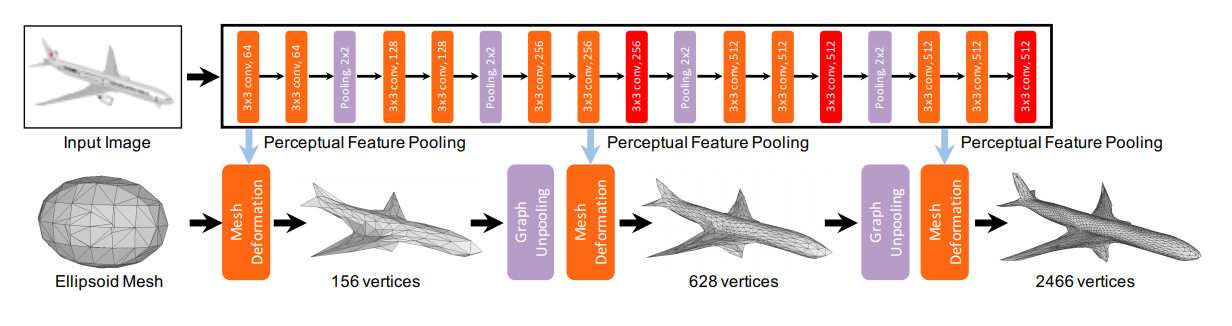 3x3 conv, 64
3x3 conv, 64
Pooling, 2x2
3x3 conv, 128
3x3 conv, 128
Pooling, 2x2
3x3 conv, 256
3x3 conv, 256
3x3 conv, 256
Pooling, 2x2
3x3 conv, 512
3x3 conv, 512
3x3 conv, 512
Pooling, 2x2
3x3 conv, 512
3x3 conv, 512
3x3 conv, 512
Input Image
Perceptual Feature Pooling
Perceptual Feature Pooling
Perceptual Feature Pooling
Mesh
Deformation
Graph
Unpooling
Mesh
Deformation
Graph
Unpooling
Mesh
Deformation
Ellipsoid Mesh
156 vertices
628 vertices
2466 vertices